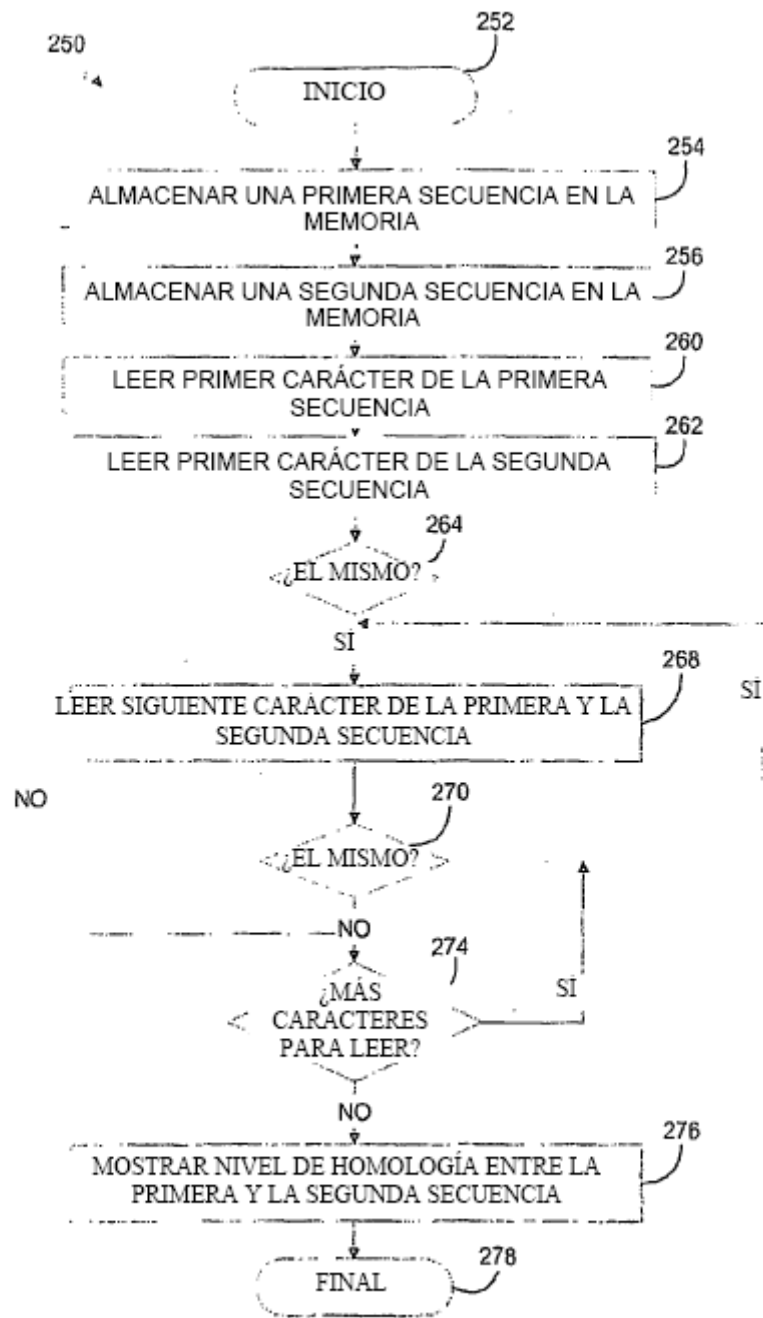 250
252
INICIO
254
ALMACENAR UNA PRIMERA SECUENCIA EN LA
MEMORIA
256
ALMACENAR UNA SEGUNDA SECUENCIA EN LA
MEMORIA
260
LEER PRIMER CARÁCTER DE LA PRIMERA
SECUENCIA
262
LEER PRIMER CARÁCTER DE LA SEGUNDA
SECUENCIA
264
¿EL MISMO?
SÍ
268
LEER SIGUIENTE CARÁCTER DE LA PRIMERA Y LA
SEGUNDA SECUENCIA
SÍ
NO
270
¿EL MISMO?
NO
274
¿MÁS
CARACTERES
PARA LEER?
SÍ
NO
276
MOSTRAR NIVEL DE HOMOLOGÍA ENTRE LA
PRIMERA Y LA SEGUNDA SECUENCIA
278
FINAL